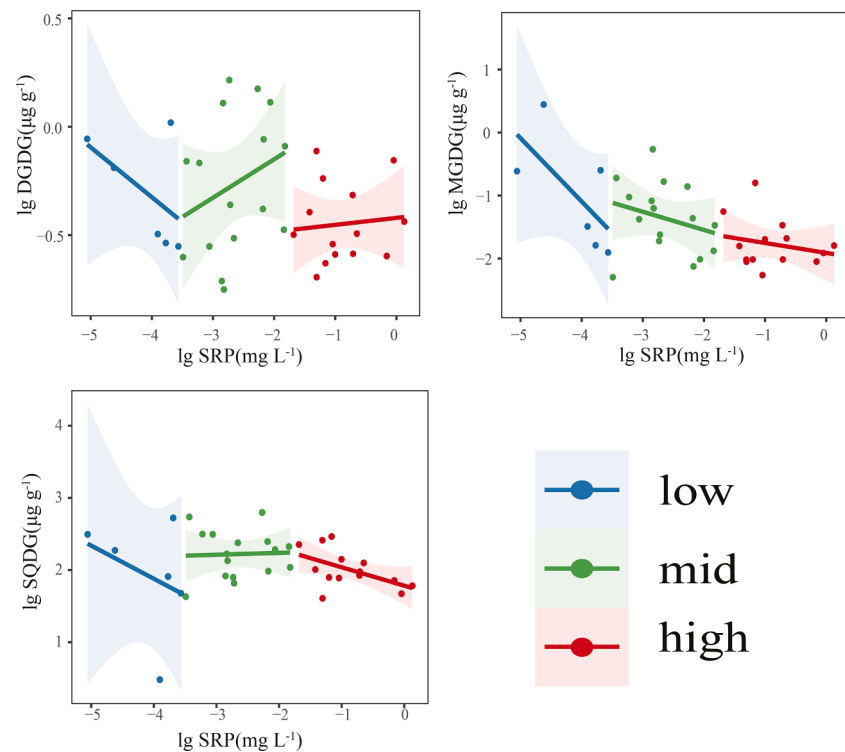 lg DGDG(μg g⁻¹)
0.5
0.0
−0.5
−5 −4 −3 −2 −1 0
lg SRP(mg L⁻¹)
lg MGDG(μg g⁻¹)
1
0
−1
−2
−5 −4 −3 −2 −1 0
lg SRP(mg L⁻¹)
lg SQDG(μg g⁻¹)
4
3
2
1
−5 −4 −3 −2 −1 0
lg SRP(mg L⁻¹)
low
mid
high